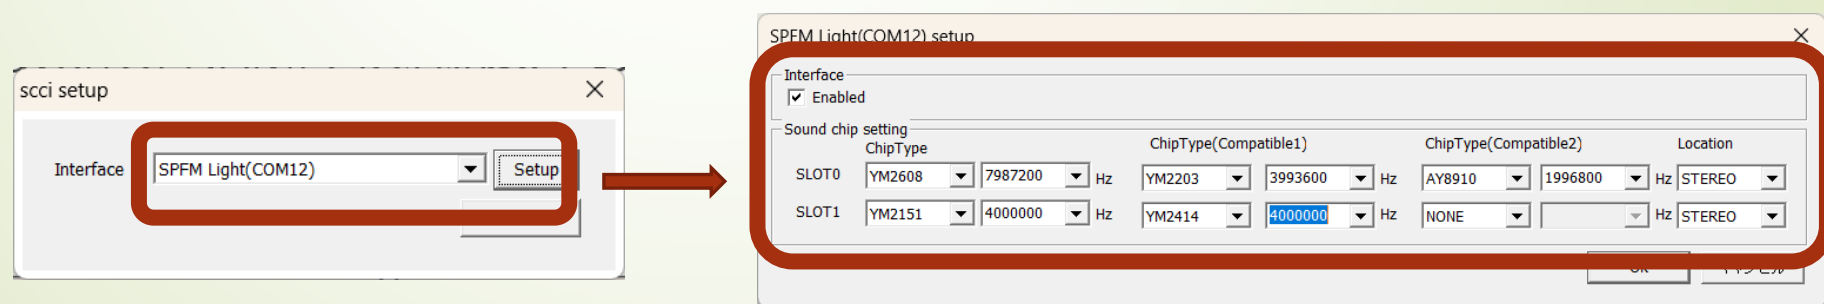 scci setup
Interface SPFM Light(COM12) Setup
SPFM Light(COM12) setup
Interface
Enabled
Sound chip setting
ChipType ChipType(Compatible1) ChipType(Compatible2) Location
SLOT0 YM2608 7987200 Hz YM2203 3993600 Hz AY8910 1996800 Hz STEREO
SLOT1 YM2151 4000000 Hz YM2414 4000000 Hz NONE Hz STEREO